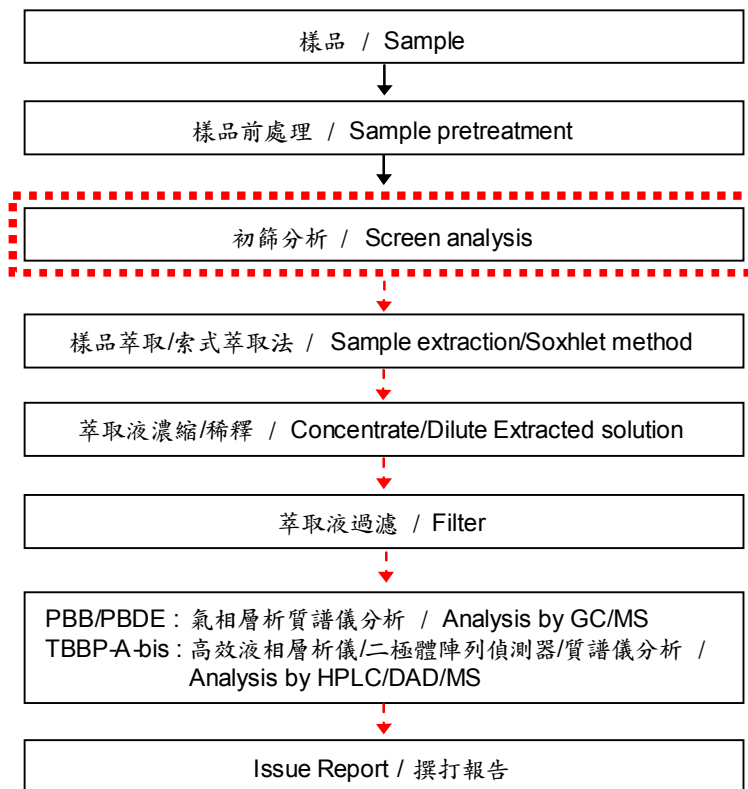 樣品 / Sample
樣品前處理 / Sample pretreatment
初篩分析 / Screen analysis
樣品萃取/索式萃取法 / Sample extraction/Soxhlet method
萃取液濃縮/稀釋 / Concentrate/Dilute Extracted solution
萃取液過濾 / Filter
PBB/PBDE : 氣相層析質譜儀分析 / Analysis by GC/MS
TBBP-A-bis : 高效液相層析儀/二極體陣列偵測器/質譜儀分析 /
Analysis by HPLC/DAD/MS
Issue Report / 撰打報告